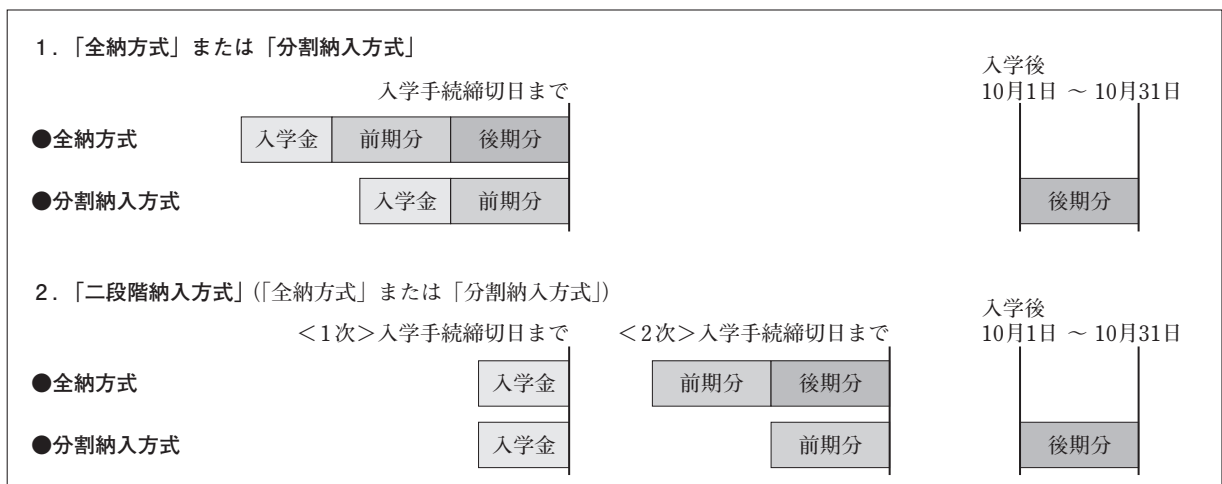 1．「全納方式」または「分割納入方式」
入学手続締切日まで
入学後
10月1日 ～ 10月31日
●全納方式
入学金 前期分 後期分
●分割納入方式
入学金 前期分
後期分
2．「二段階納入方式」(「全納方式」または「分割納入方式」)
＜1次＞入学手続締切日まで
＜2次＞入学手続締切日まで
入学後
10月1日 ～ 10月31日
●全納方式
入学金
前期分 後期分
●分割納入方式
入学金
前期分
後期分